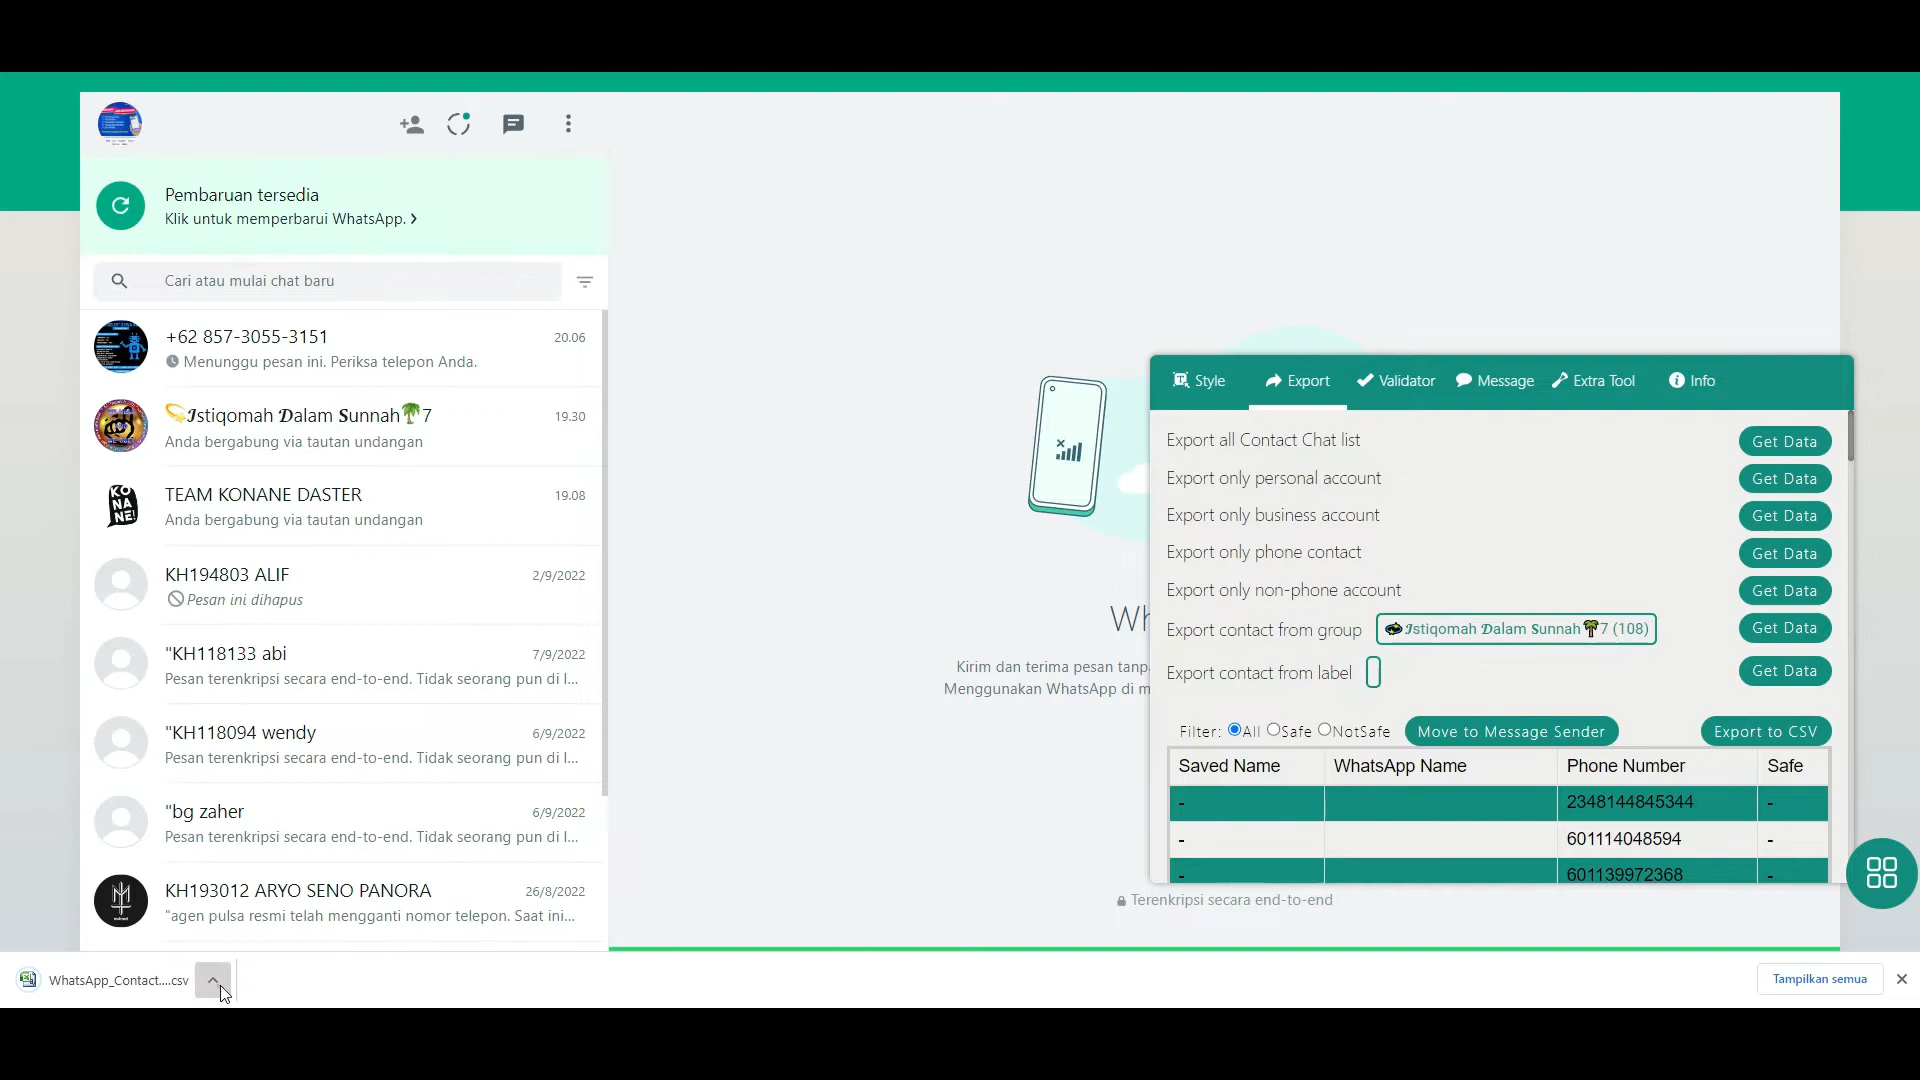 Pembaruan tersedia
Klik untuk memperbarui WhatsApp.
Cari atau mulai chat baru
+62 857-3055-3151
20.06
Menunggu pesan ini. Periksa telepon Anda.
💫𝓘stiqomah 𝓓alam 𝐒unnah🌴7
19.30
Anda bergabung via tautan undangan
KO
NA
NE!
TEAM KONANE DASTER
19.08
Anda bergabung via tautan undangan
KH194803 ALIF
2/9/2022
Pesan ini dihapus
"KH118133 abi
7/9/2022
Pesan terenkripsi secara end-to-end. Tidak seorang pun di l...
"KH118094 wendy
6/9/2022
Pesan terenkripsi secara end-to-end. Tidak seorang pun di l...
"bg zaher
6/9/2022
Pesan terenkripsi secara end-to-end. Tidak seorang pun di l...
KH193012 ARYO SENO PANORA
26/8/2022
"agen pulsa resmi telah mengganti nomor telepon. Saat ini...
Wh
Kirim dan terima pesan tanp
Menggunakan WhatsApp di m
Terenkripsi secara end-to-end
Style Export Validator Message Extra Tool Info
Export all Contact Chat list Get Data
Export only personal account Get Data
Export only business account Get Data
Export only phone contact Get Data
Export only non-phone account Get Data
Export contact from group 💫𝓘stiqomah 𝓓alam 𝐒unnah🌴7 (108) Get Data
Export contact from label Get Data
Filter: All Safe NotSafe Move to Message Sender Export to CSV
Saved Name WhatsApp Name Phone Number Safe
- 2348144845344 -
- 601114048594 -
- 601139972368 -
WhatsApp_Contact....csv
Tampilkan semua